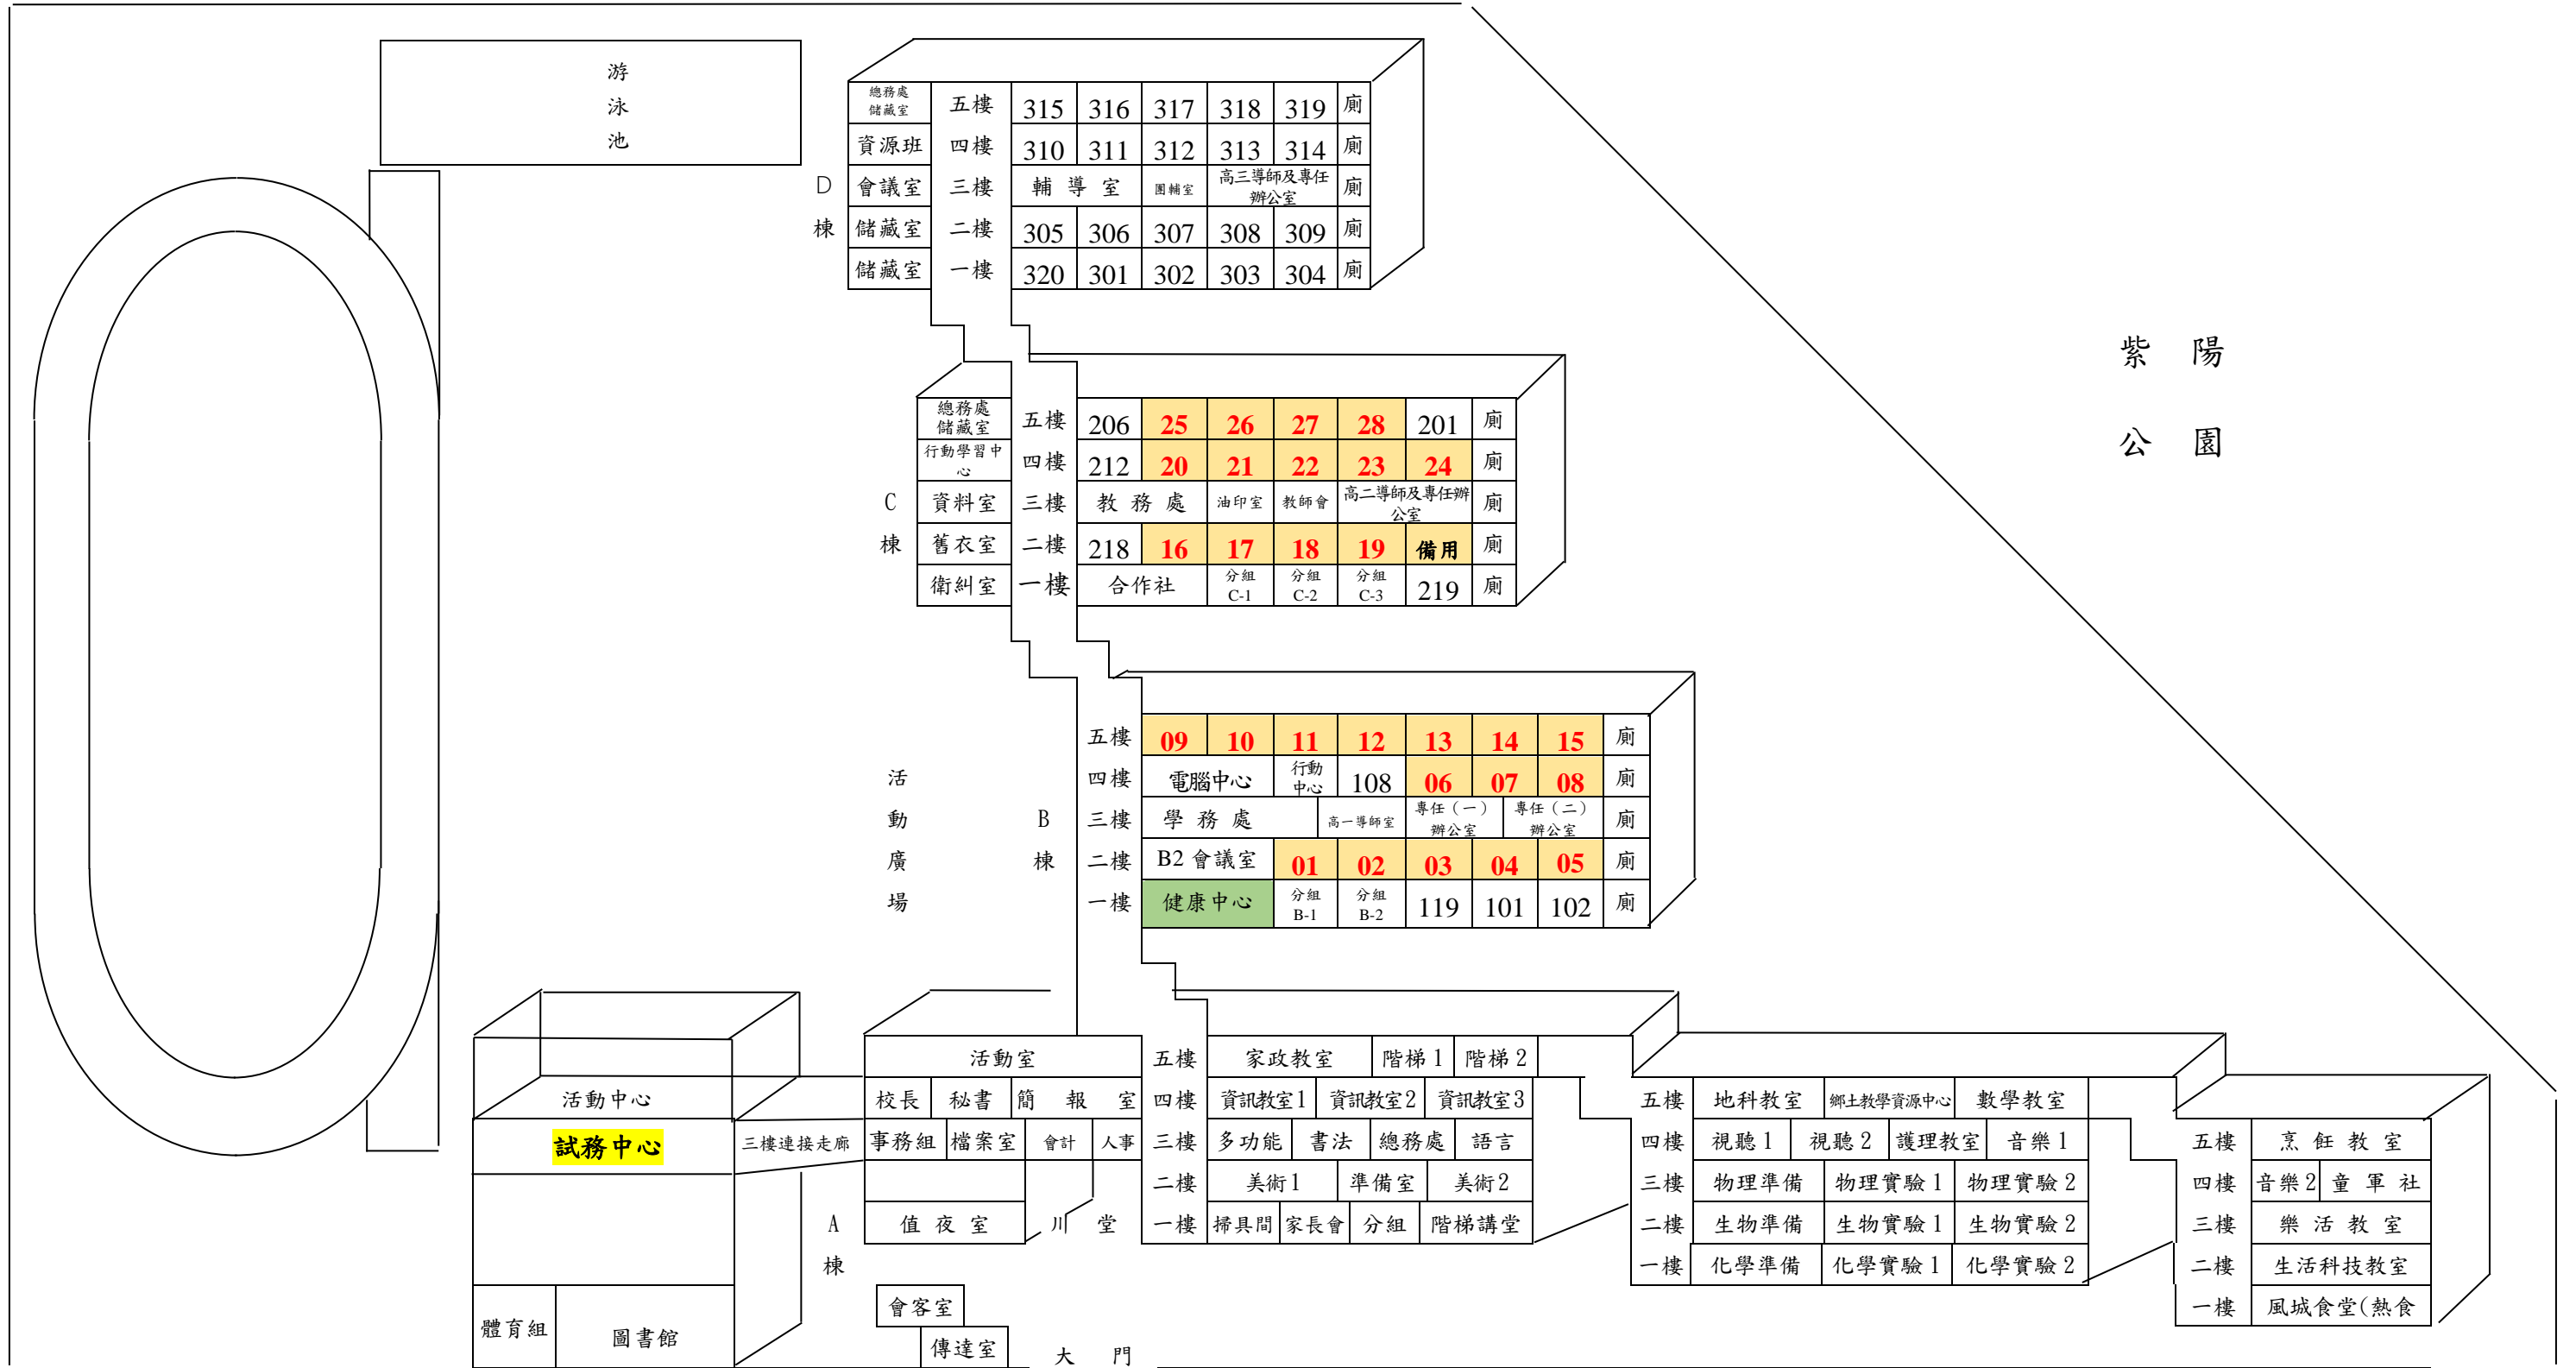 游
泳
池
總務處
儲藏室 五樓 315 316 317 318 319 廁
資源班 四樓 310 311 312 313 314 廁
D 會議室 三樓 輔 導 室 團輔室 高三導師及專任
辦公室 廁
棟 儲藏室 二樓 305 306 307 308 309 廁
儲藏室 一樓 320 301 302 303 304 廁
紫 陽
公 園
總務處
儲藏室 五樓 206 25 26 27 28 201 廁
行動學習中
心 四樓 212 20 21 22 23 24 廁
C 資料室 三樓 教 務 處 油印室 教師會 高二導師及專任辦
公室 廁
棟 舊衣室 二樓 218 16 17 18 19 備用 廁
衛糾室 一樓 合作社 分組
C-1 分組
C-2 分組
C-3 219 廁
五樓 09 10 11 12 13 14 15 廁
活 四樓 電腦中心 行動
中心 108 06 07 08 廁
動 B 三樓 學 務 處 高一導師室 專任（一）
辦公室 專任（二）
辦公室 廁
廣 棟 二樓 B2 會議室 01 02 03 04 05 廁
場 一樓 健康中心 分組
B-1 分組
B-2 119 101 102 廁
活動室 五樓 家政教室 階梯 1 階梯 2
活動中心 校長 秘書 簡 報 室 四樓 資訊教室1 資訊教室2 資訊教室3
試務中心 三樓連接走廊 事務組 檔案室 會計 人事 三樓 多功能 書法 總務處 語言
二樓 美術1 準備室 美術2
A 值 夜 室 川 堂 一樓 掃具間 家長會 分組 階梯講堂
棟
五樓 地科教室 鄉土教學資源中心 數學教室
四樓 視聽 1 視聽 2 護理教室 音樂 1
三樓 物理準備 物理實驗 1 物理實驗 2
二樓 生物準備 生物實驗 1 生物實驗 2
一樓 化學準備 化學實驗 1 化學實驗 2
五樓 烹 飪 教 室
四樓 音樂 2 童 軍 社
三樓 樂 活 教 室
二樓 生活科技教室
一樓 風城食堂(熱食
會客室
體育組 圖書館 傳達室
大 門